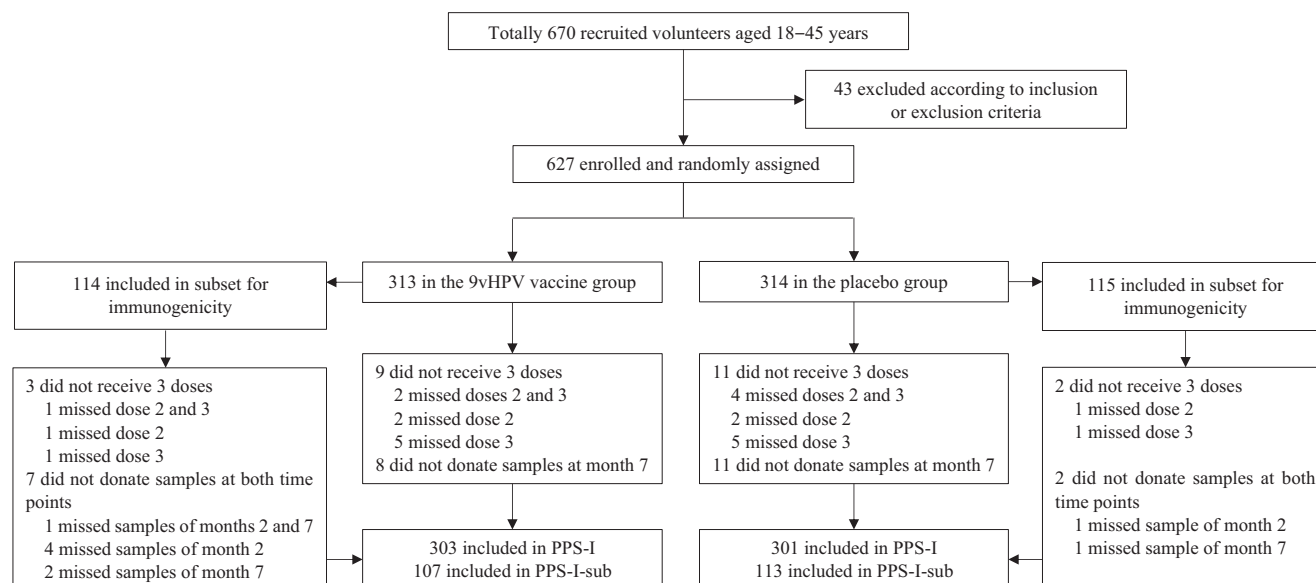 Totally 670 recruited volunteers aged 18−45 years
43 excluded according to inclusion
or exclusion criteria
627 enrolled and randomly assigned
114 included in subset for
immunogenicity
313 in the 9vHPV vaccine group
314 in the placebo group
115 included in subset for
immunogenicity
3 did not receive 3 doses
1 missed dose 2 and 3
1 missed dose 2
1 missed dose 3
7 did not donate samples at both time
points
1 missed samples of months 2 and 7
4 missed samples of month 2
2 missed samples of month 7
9 did not receive 3 doses
2 missed doses 2 and 3
2 missed dose 2
5 missed dose 3
8 did not donate samples at month 7
11 did not receive 3 doses
4 missed doses 2 and 3
2 missed dose 2
5 missed dose 3
11 did not donate samples at month 7
2 did not receive 3 doses
1 missed dose 2
1 missed dose 3
2 did not donate samples at both
time points
1 missed sample of month 2
1 missed sample of month 7
303 included in PPS-I
107 included in PPS-I-sub
301 included in PPS-I
113 included in PPS-I-sub